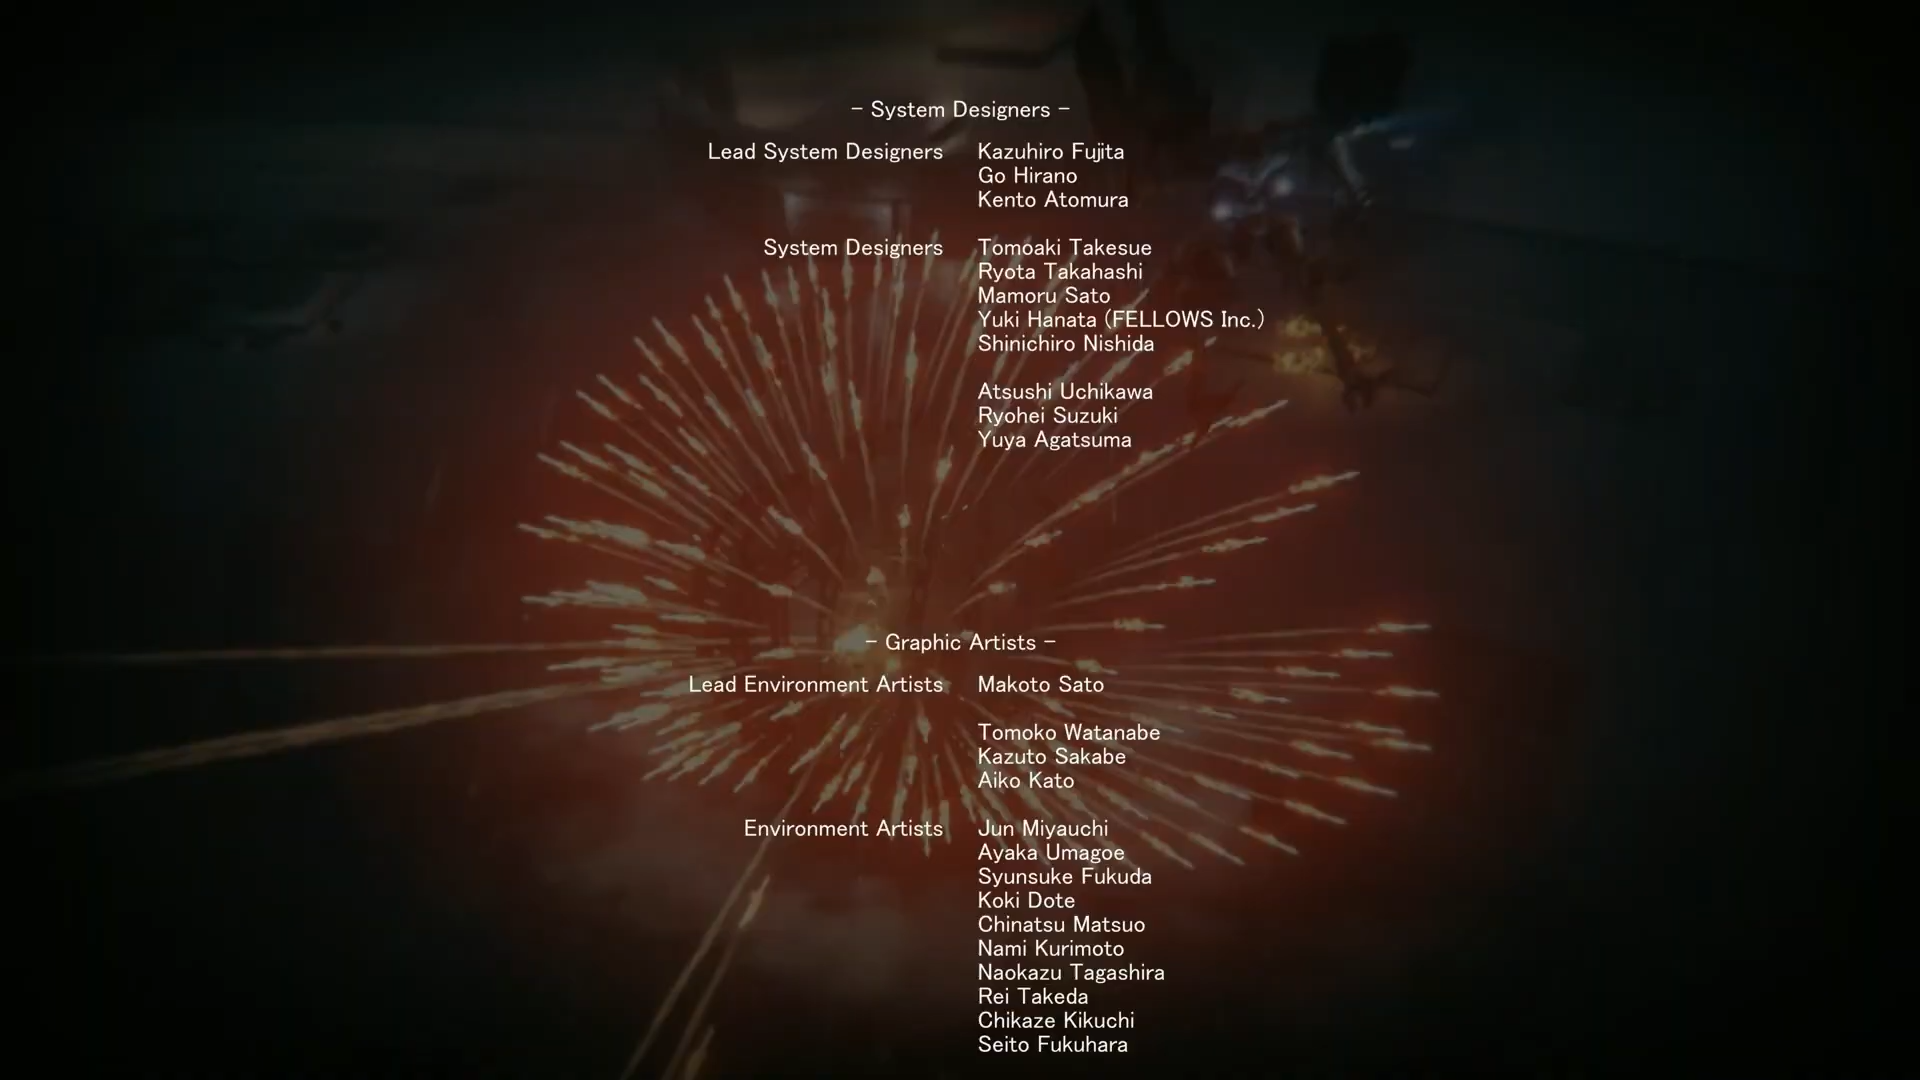 - System Designers -
Lead System Designers Kazuhiro Fujita
Go Hirano
Kento Atomura
System Designers Tomoaki Takesue
Ryota Takahashi
Mamoru Sato
Yuki Hanata (FELLOWS Inc.)
Shinichiro Nishida
Atsushi Uchikawa
Ryohei Suzuki
Yuya Agatsuma
- Graphic Artists -
Lead Environment Artists Makoto Sato
Tomoko Watanabe
Kazuto Sakabe
Aiko Kato
Environment Artists Jun Miyauchi
Ayaka Umagoe
Syunsuke Fukuda
Koki Dote
Chinatsu Matsuo
Nami Kurimoto
Naokazu Tagashira
Rei Takeda
Chikaze Kikuchi
Seito Fukuhara